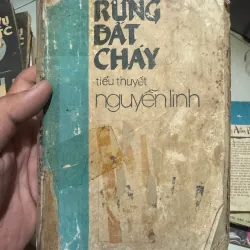 RỪNG
ĐẤT
CHÁY
tiểu thuyết
nguyễn linh